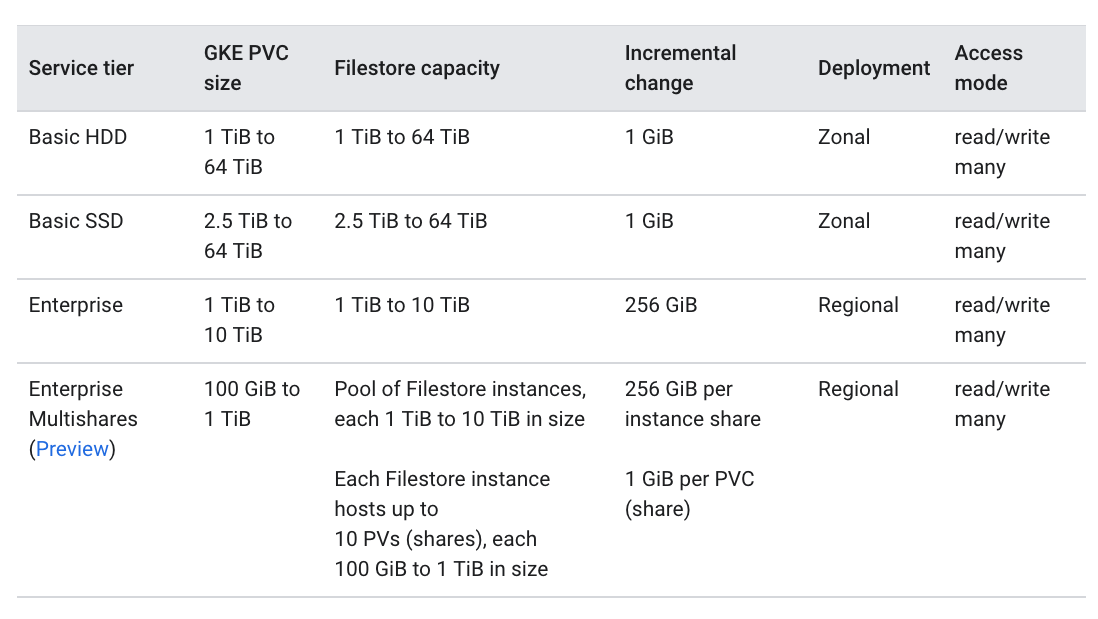 Service tier
GKE PVC
size
Filestore capacity
Incremental
change
Deployment
Access
mode
Basic HDD
1 TiB to
64 TiB
1 TiB to 64 TiB
1 GiB
Zonal
read/write
many
Basic SSD
2.5 TiB to
64 TiB
2.5 TiB to 64 TiB
1 GiB
Zonal
read/write
many
Enterprise
1 TiB to
10 TiB
1 TiB to 10 TiB
256 GiB
Regional
read/write
many
Enterprise
Multishares
(Preview)
100 GiB to
1 TiB
Pool of Filestore instances,
each 1 TiB to 10 TiB in size
Each Filestore instance
hosts up to
10 PVs (shares), each
100 GiB to 1 TiB in size
256 GiB per
instance share
1 GiB per PVC
(share)
Regional
read/write
many